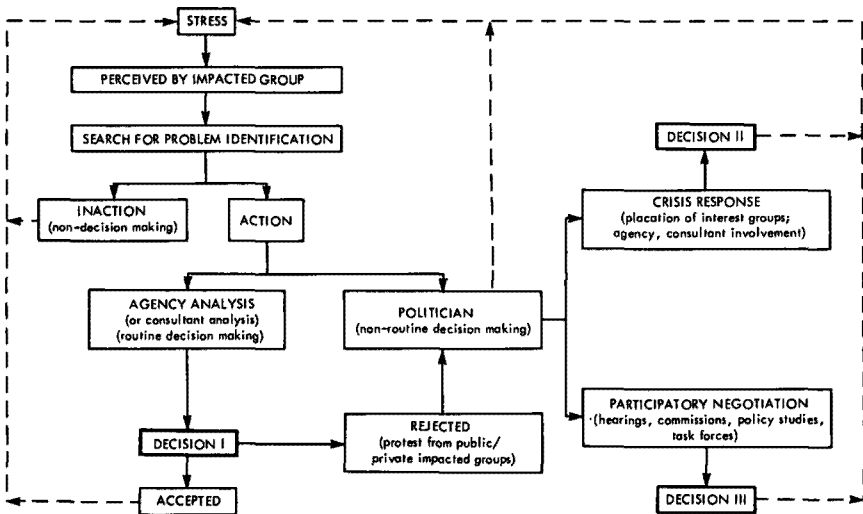 STRESS
PERCEIVED BY IMPACTED GROUP
SEARCH FOR PROBLEM IDENTIFICATION
INACTION
(non-decision making)
ACTION
AGENCY ANALYSIS
(or consultant analysis)
(routine decision making)
POLITICIAN
(non-routine decision making)
DECISION I
REJECTED
(protest from public/
private impacted groups)
ACCEPTED
DECISION II
CRISIS RESPONSE
(placation of interest groups;
agency, consultant involvement)
PARTICIPATORY NEGOTIATION
(hearings, commissions, policy studies,
task forces)
DECISION III